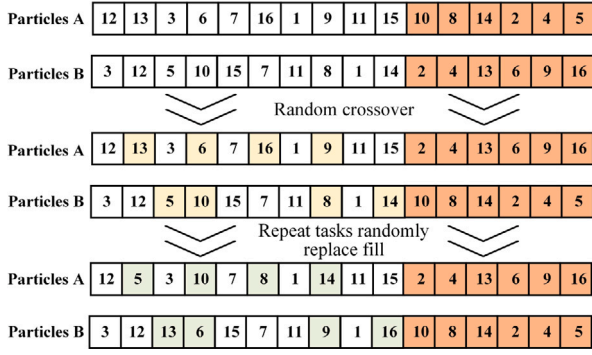 Particles A 12 13 3 6 7 16 1 9 11 15 10 8 14 2 4 5
Particles B 3 12 5 10 15 7 11 8 1 14 2 4 13 6 9 16
Random crossover
Particles A 12 13 3 6 7 16 1 9 11 15 2 4 13 6 9 16
Particles B 3 12 5 10 15 7 11 8 1 14 10 8 14 2 4 5
Repeat tasks randomly
replace fill
Particles A 12 5 3 10 7 8 1 14 11 15 2 4 13 6 9 16
Particles B 3 12 13 6 15 7 11 9 1 16 10 8 14 2 4 5